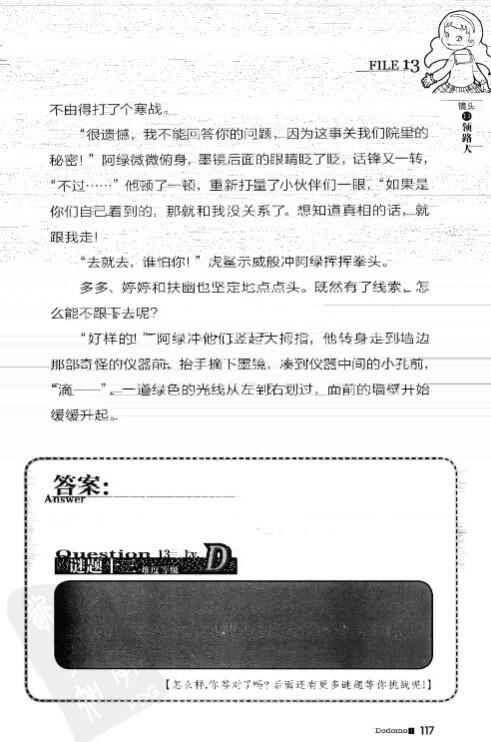 FILE 13
镜头
13
领路人
不由得打了个寒战。
“很遗憾，我不能回答你的问题，因为这事关我们院里的
秘密！”阿绿微微俯身，墨镜后面的眼睛眨了眨，话锋又一转，
“不过……”他顿了一顿，重新打量了小伙伴们一眼，“如果是
你们自己看到的，那就和我没关系了。想知道真相的话，就
跟我走！
“去就去，谁怕你！”虎鲨示威般冲阿绿挥挥拳头。
多多、婷婷和扶幽也坚定地点点头。既然有了线索，怎
么能不跟下去呢？
“好样的！”阿绿冲他们竖起大拇指，他转身走到墙边
那部奇怪的仪器前，抬手摘下墨镜，凑到仪器中间的小孔前，
“滴——”，一道绿色的光线从左到右划过，面前的墙壁开始
缓缓升起。
答案：
Answer
Question 13 Lv D
谜题十三 难度等级
【怎么样，你答对了吗？后面还有更多谜题等你挑战呢！】
Dodomo 117